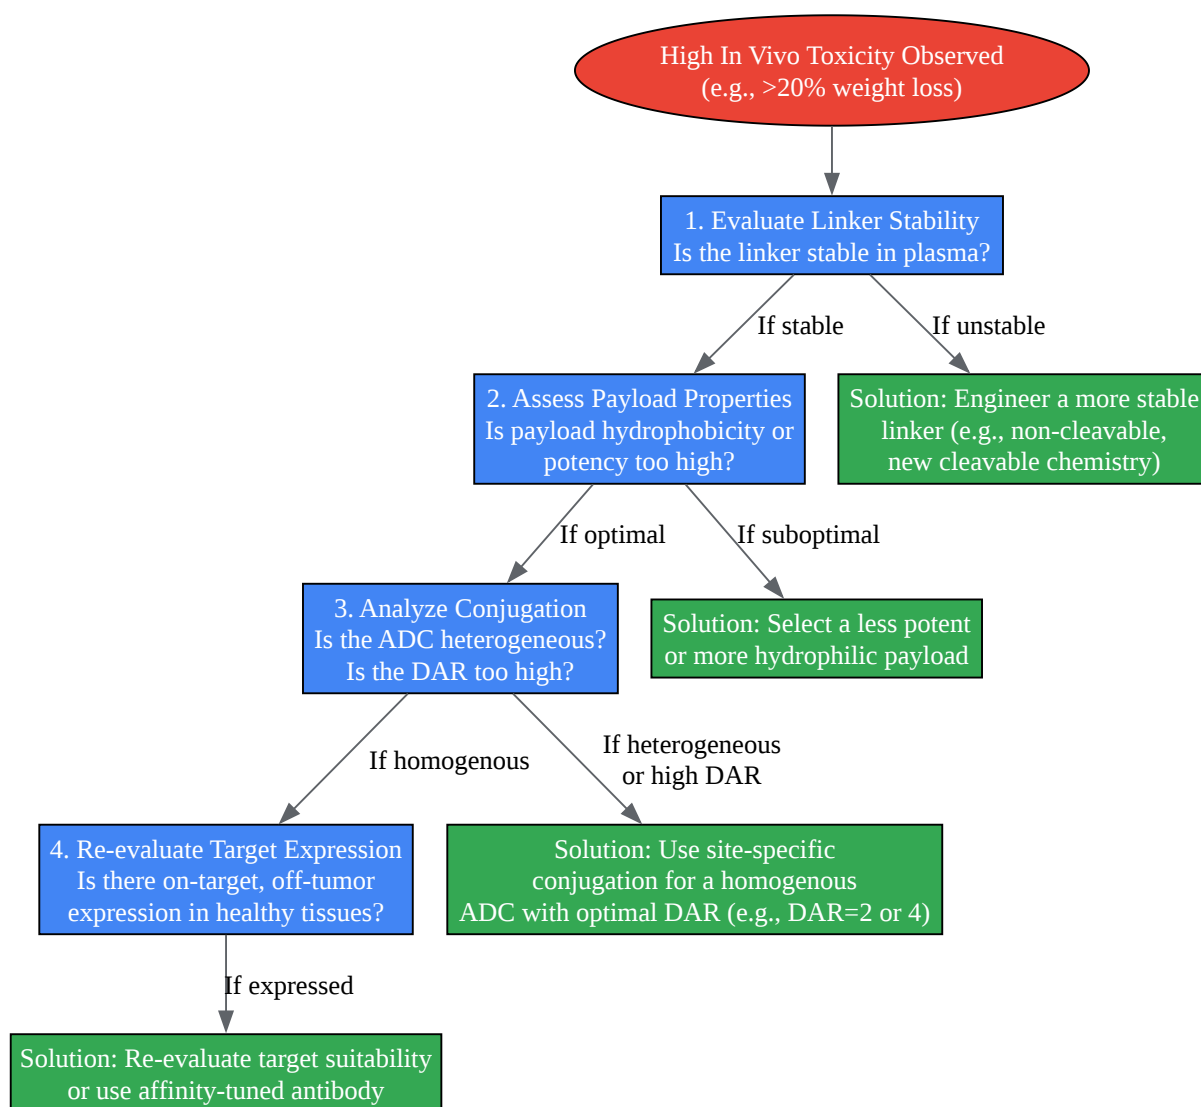 High In Vivo Toxicity Observed
(e.g., >20% weight loss)
1. Evaluate Linker Stability
Is the linker stable in plasma?
If stable
If unstable
2. Assess Payload Properties
Is payload hydrophobicity or
potency too high?
Solution: Engineer a more stable
linker (e.g., non-cleavable,
new cleavable chemistry)
If optimal
If suboptimal
3. Analyze Conjugation
Is the ADC heterogeneous?
Is the DAR too high?
Solution: Select a less potent
or more hydrophilic payload
If homogenous
If heterogeneous
or high DAR
4. Re-evaluate Target Expression
Is there on-target, off-tumor
expression in healthy tissues?
Solution: Use site-specific
conjugation for a homogenous
ADC with optimal DAR (e.g., DAR=2 or 4)
If expressed
Solution: Re-evaluate target suitability
or use affinity-tuned antibody